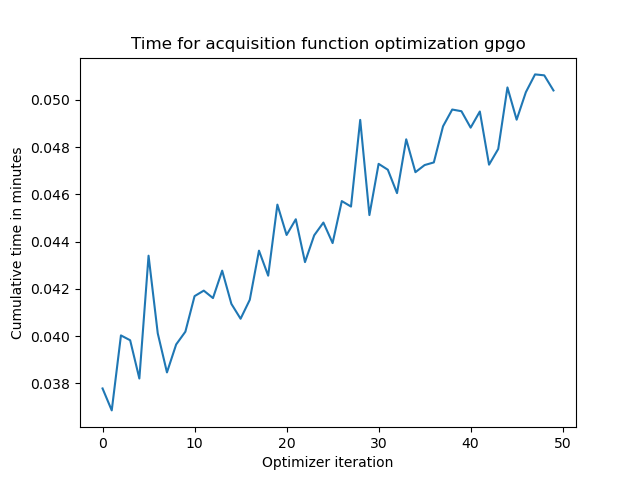 Time for acquisition function optimization gpgo
Cumulative time in minutes
0.050
0.048
0.046
0.044
0.042
0.040
0.038
0 10 20 30 40 50
Optimizer iteration